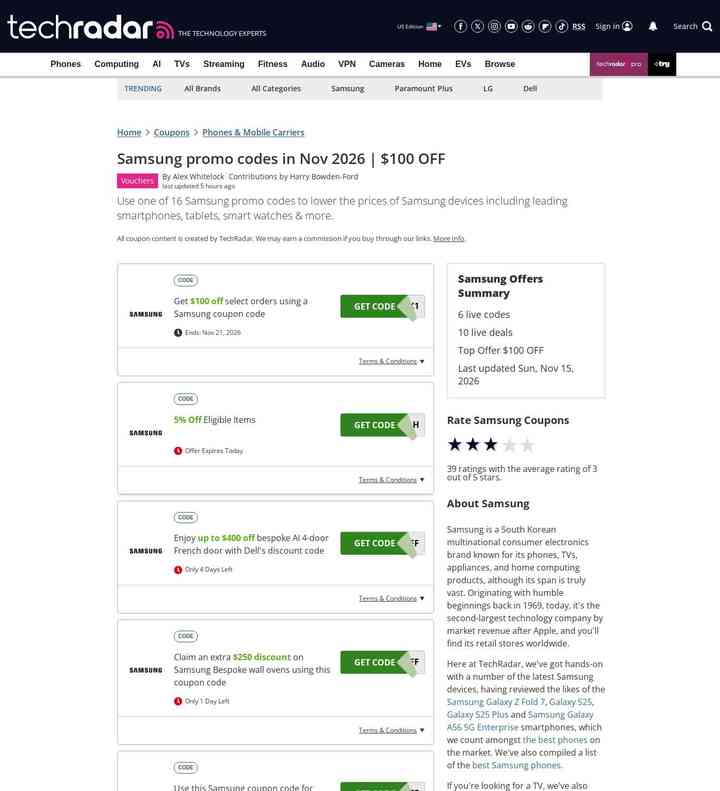 techradar
THE TECHNOLOGY EXPERTS
US Edition
RSS
Sign in
Search
Phones Computing AI TVs Streaming Fitness Audio VPN Cameras Home EVs Browse
techradar pro
TRENDING All Brands All Categories Samsung Paramount Plus LG Dell
Home > Coupons > Phones & Mobile Carriers
Samsung promo codes in Nov 2026 | $100 OFF
Vouchers
By Alex Whitelock Contributions by Harry Bowden-Ford
last updated 5 hours ago
Use one of 16 Samsung promo codes to lower the prices of Samsung devices including leading
smartphones, tablets, smart watches & more.
All coupon content is created by TechRadar. We may earn a commission if you buy through our links. More Info.
CODE
SAMSUNG
Get $100 off select orders using a
Samsung coupon code
Ends: Nov 21, 2026
GET CODE
Terms & Conditions ▼
CODE
SAMSUNG
5% Off Eligible Items
Offer Expires Today
GET CODE H
Terms & Conditions ▼
CODE
SAMSUNG
Enjoy up to $400 off bespoke AI 4-door
French door with Dell's discount code
Only 4 Days Left
GET CODE FF
Terms & Conditions ▼
CODE
SAMSUNG
Claim an extra $250 discount on
Samsung Bespoke wall ovens using this
coupon code
Only 1 Day Left
GET CODE FF
Terms & Conditions ▼
CODE
Use this Samsung coupon code for
Samsung Offers
Summary
6 live codes
10 live deals
Top Offer $100 OFF
Last updated Sun, Nov 15,
2026
Rate Samsung Coupons
39 ratings with the average rating of 3
out of 5 stars.
About Samsung
Samsung is a South Korean
multinational consumer electronics
brand known for its phones, TVs,
appliances, and home computing
products, although its span is truly
vast. Originating with humble
beginnings back in 1969, today, it's the
second-largest technology company by
market revenue after Apple, and you'll
find its retail stores worldwide.
Here at TechRadar, we've got hands-on
with a number of the latest Samsung
devices, having reviewed the likes of the
Samsung Galaxy Z Fold 7, Galaxy S25,
Galaxy S25 Plus and Samsung Galaxy
A56 5G Enterprise smartphones, which
we count amongst the best phones on
the market. We've also compiled a list
of the best Samsung phones.
If you're looking for a TV, we've also